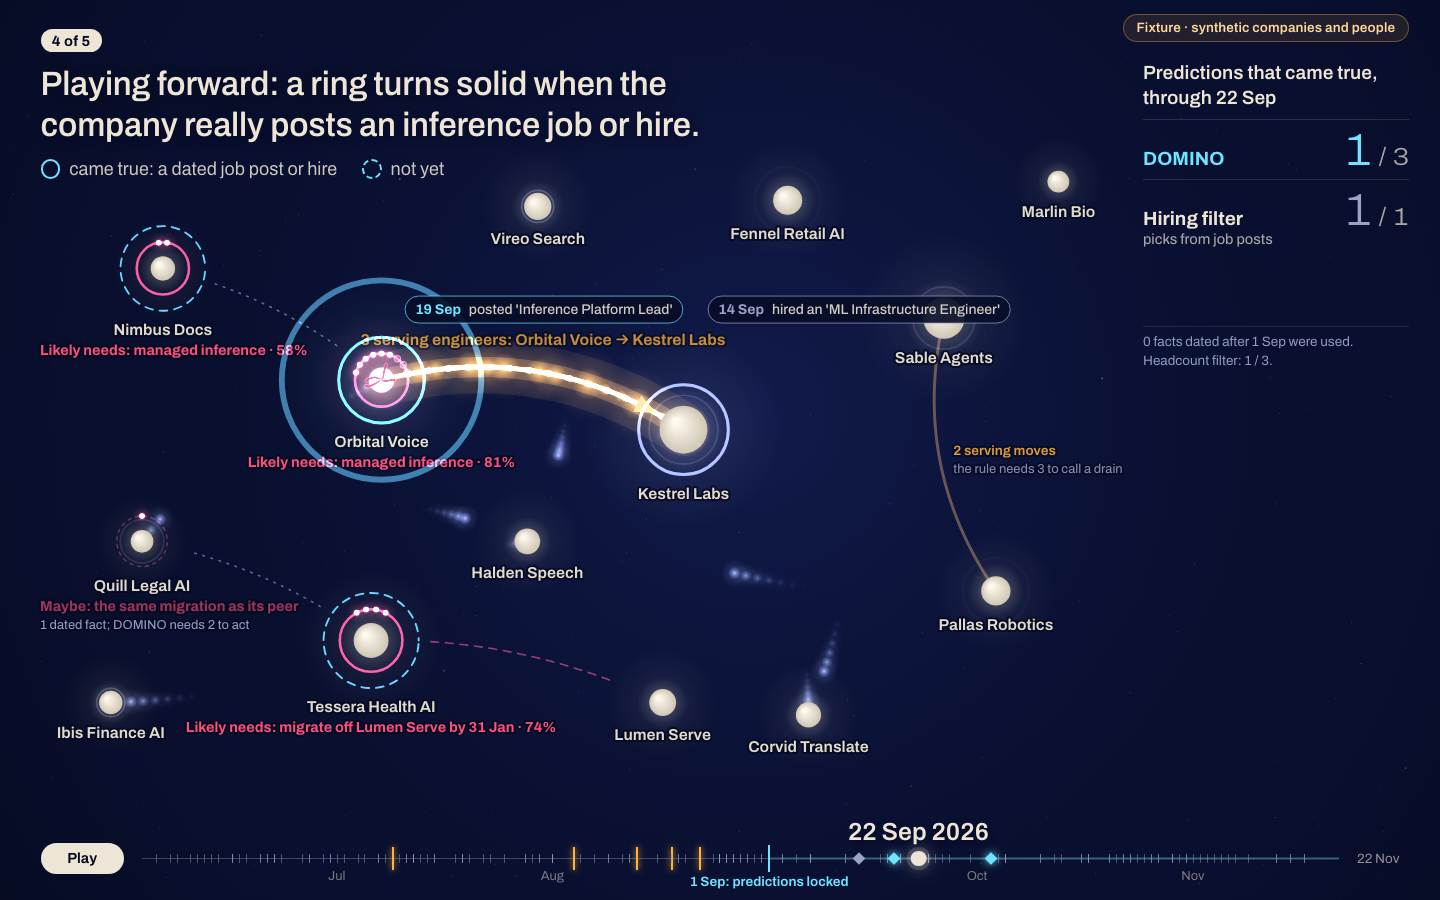 4 of 5
Fixture · synthetic companies and people
Playing forward: a ring turns solid when the
company really posts an inference job or hire.
came true: a dated job post or hire
not yet
Predictions that came true,
through 22 Sep
DOMINO
1 / 3
Hiring filter
1 / 1
picks from job posts
0 facts dated after 1 Sep were used.
Headcount filter: 1 / 3.
Vireo Search
Fennel Retail AI
Marlin Bio
Nimbus Docs
Likely needs: managed inference · 58%
19 Sep posted 'Inference Platform Lead'
14 Sep hired an 'ML Infrastructure Engineer'
3 serving engineers: Orbital Voice → Kestrel Labs
Sable Agents
Orbital Voice
Likely needs: managed inference · 81%
Kestrel Labs
2 serving moves
the rule needs 3 to call a drain
Quill Legal AI
Maybe: the same migration as its peer
1 dated fact; DOMINO needs 2 to act
Halden Speech
Pallas Robotics
Tessera Health AI
Likely needs: migrate off Lumen Serve by 31 Jan · 74%
Ibis Finance AI
Lumen Serve
Corvid Translate
22 Sep 2026
Play
22 Nov
Jul
Aug
1 Sep: predictions locked
Oct
Nov